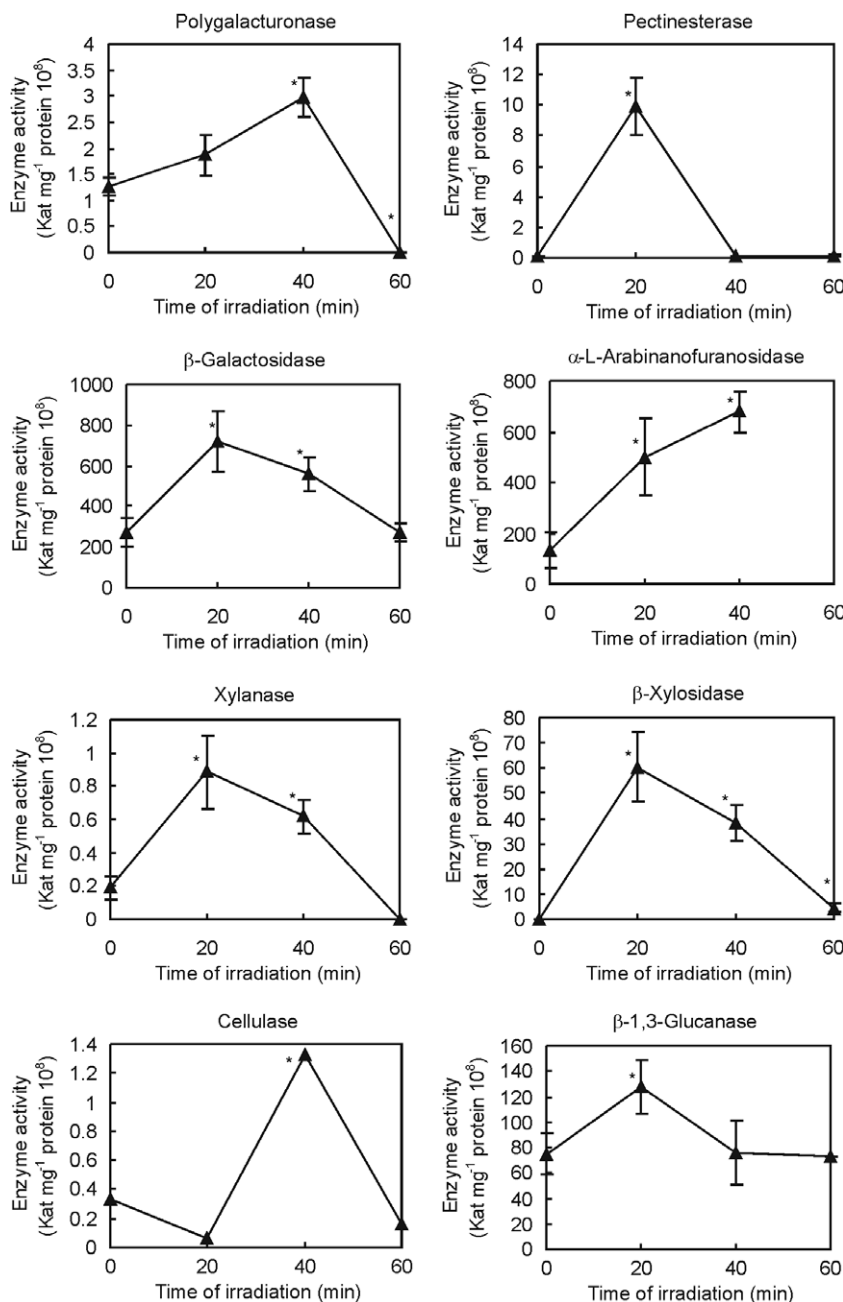 Polygalacturonase
Enzyme activity
(Kat mg⁻¹ protein 10⁸)
4
3.5
3
2.5
2
1.5
1
0.5
0
*
*
0 20 40 60
Time of irradiation (min)
Pectinesterase
Enzyme activity
(Kat mg⁻¹ protein 10⁸)
14
12
10
8
6
4
2
0
*
0 20 40 60
Time of irradiation (min)
β-Galactosidase
Enzyme activity
(Kat mg⁻¹ protein 10⁸)
1000
800
600
400
200
0
*
*
0 20 40 60
Time of irradiation (min)
α-L-Arabinanofuranosidase
Enzyme activity
(Kat mg⁻¹ protein 10⁸)
800
600
400
200
0
*
*
0 20 40 60
Time of irradiation (min)
Xylanase
Enzyme activity
(Kat mg⁻¹ protein 10⁸)
1.2
1
0.8
0.6
0.4
0.2
0
*
*
0 20 40 60
Time of irradiation (min)
β-Xylosidase
Enzyme activity
(Kat mg⁻¹ protein 10⁸)
80
70
60
50
40
30
20
10
0
*
*
*
0 20 40 60
Time of irradiation (min)
Cellulase
Enzyme activity
(Kat mg⁻¹ protein 10⁸)
1.4
1.2
1
0.8
0.6
0.4
0.2
0
*
0 20 40 60
Time of irradiation (min)
β-1,3-Glucanase
Enzyme activity
(Kat mg⁻¹ protein 10⁸)
160
140
120
100
80
60
40
20
0
*
0 20 40 60
Time of irradiation (min)